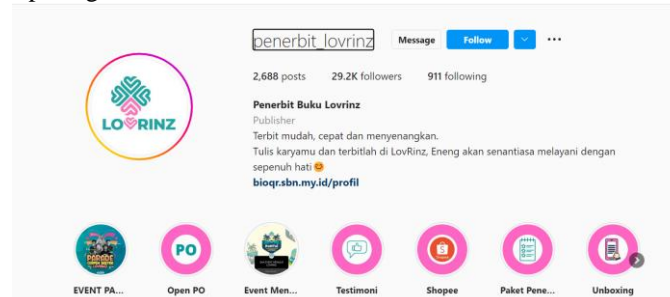 penerbit_lovrinz Message Follow
2,688 posts 29.2K followers 911 following
Penerbit Buku Lovrinz
Publisher
Terbit mudah, cepat dan menyenangkan.
Tulis karyamu dan terbitlah di LovRinz, Eneng akan senantiasa melayani dengan
sepenuh hati😊
bioqr.sbn.my.id/profil
LOVRINZ
PARADE
PO
EVENT PA... Open PO Event Men... Testimoni Shopee Paket Pene... Unboxing